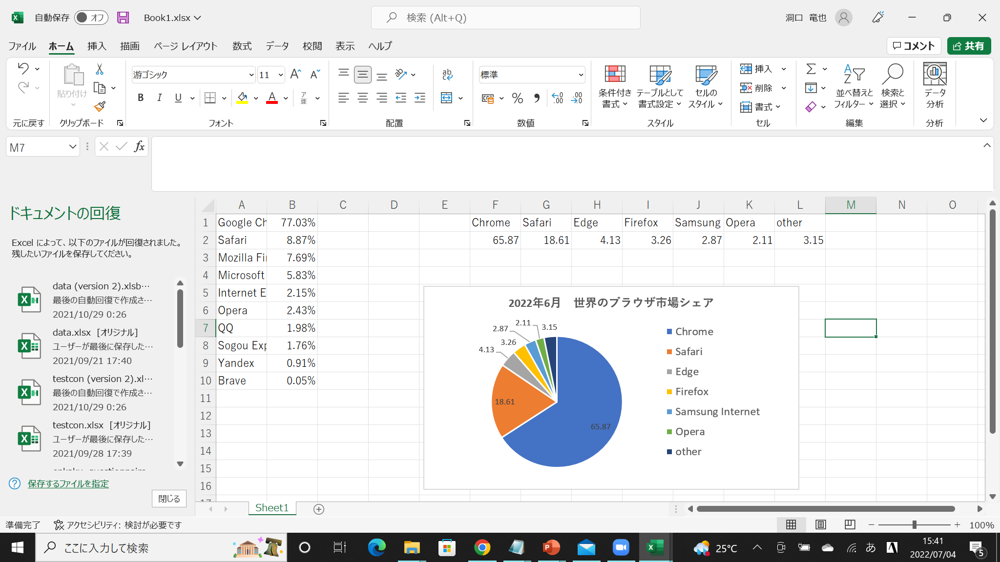 自動保存 オフ Book1.xlsx 検索 (Alt+Q) 洞口 竜也
ファイル ホーム 挿入 描画 ページ レイアウト 数式 データ 校閲 表示 ヘルプ コメント 共有
貼り付け
元に戻す クリップボード
游ゴシック 11
B I U A ア亜
フォント
ab
配置
標準
% 9 .00
数値
条件付き書式 テーブルとして書式設定 セルのスタイル
スタイル
挿入
削除
書式
セル
並べ替えとフィルター 検索と選択
編集
データ分析
分析
M7 fx
ドキュメントの回復
Excel によって、以下のファイルが回復されました。
残したいファイルを保存してください。
data (version 2).xlsb…
最後の自動回復で作成さ…
2021/10/29 0:26
data.xlsx [オリジナル]
ユーザーが最後に保存した…
2021/09/21 17:40
testcon (version 2).xl…
最後の自動回復で作成さ…
2021/10/29 0:26
testcon.xlsx [オリジナル]
ユーザーが最後に保存した…
2021/09/28 17:39
保存するファイルを指定
閉じる
A B C D E F G H I J K L M N O
1 Google Ch 77.03% Chrome Safari Edge Firefox Samsung Opera other
2 Safari 8.87% 65.87 18.61 4.13 3.26 2.87 2.11 3.15
3 Mozilla Fi 7.69%
4 Microsoft 5.83%
5 Internet E 2.15%
6 Opera 2.43%
7 QQ 1.98%
8 Sogou Exp 1.76%
9 Yandex 0.91%
10 Brave 0.05%
11
12
13
14
15
16
17
2022年6月 世界のブラウザ市場シェア
2.11 3.15
2.87
3.26
4.13
18.61
65.87
Chrome
Safari
Edge
Firefox
Samsung Internet
Opera
other
Sheet1
準備完了 アクセシビリティ: 検討が必要です 100%
ここに入力して検索 25°C あ 15:41
2022/07/04 5